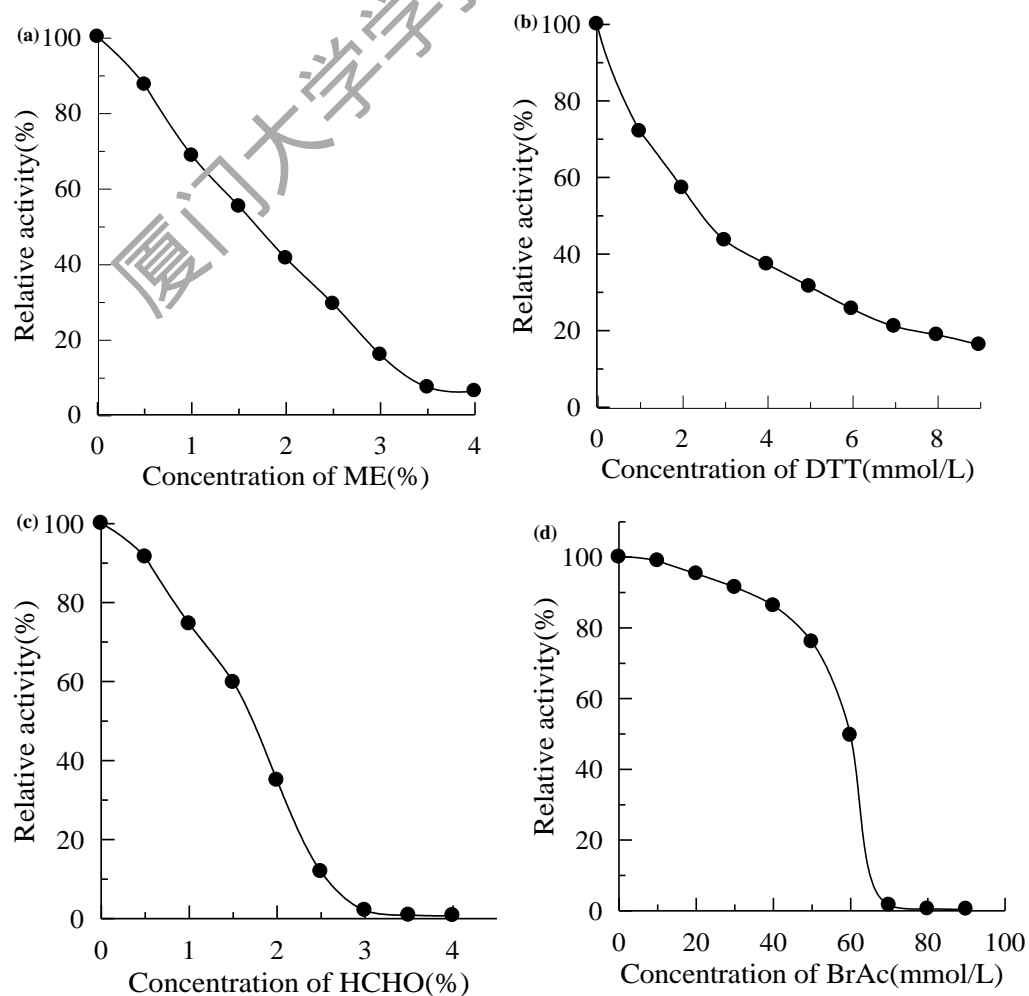 厦门大学学
(a)
100
80
60
40
20
0
Relative activity(%)
0 1 2 3 4
Concentration of ME(%)
(b)
100
80
60
40
20
0
Relative activity(%)
0 2 4 6 8
Concentration of DTT(mmol/L)
(c)
100
80
60
40
20
0
Relative activity(%)
0 1 2 3 4
Concentration of HCHO(%)
(d)
100
80
60
40
20
0
Relative activity(%)
0 20 40 60 80 100
Concentration of BrAc(mmol/L)